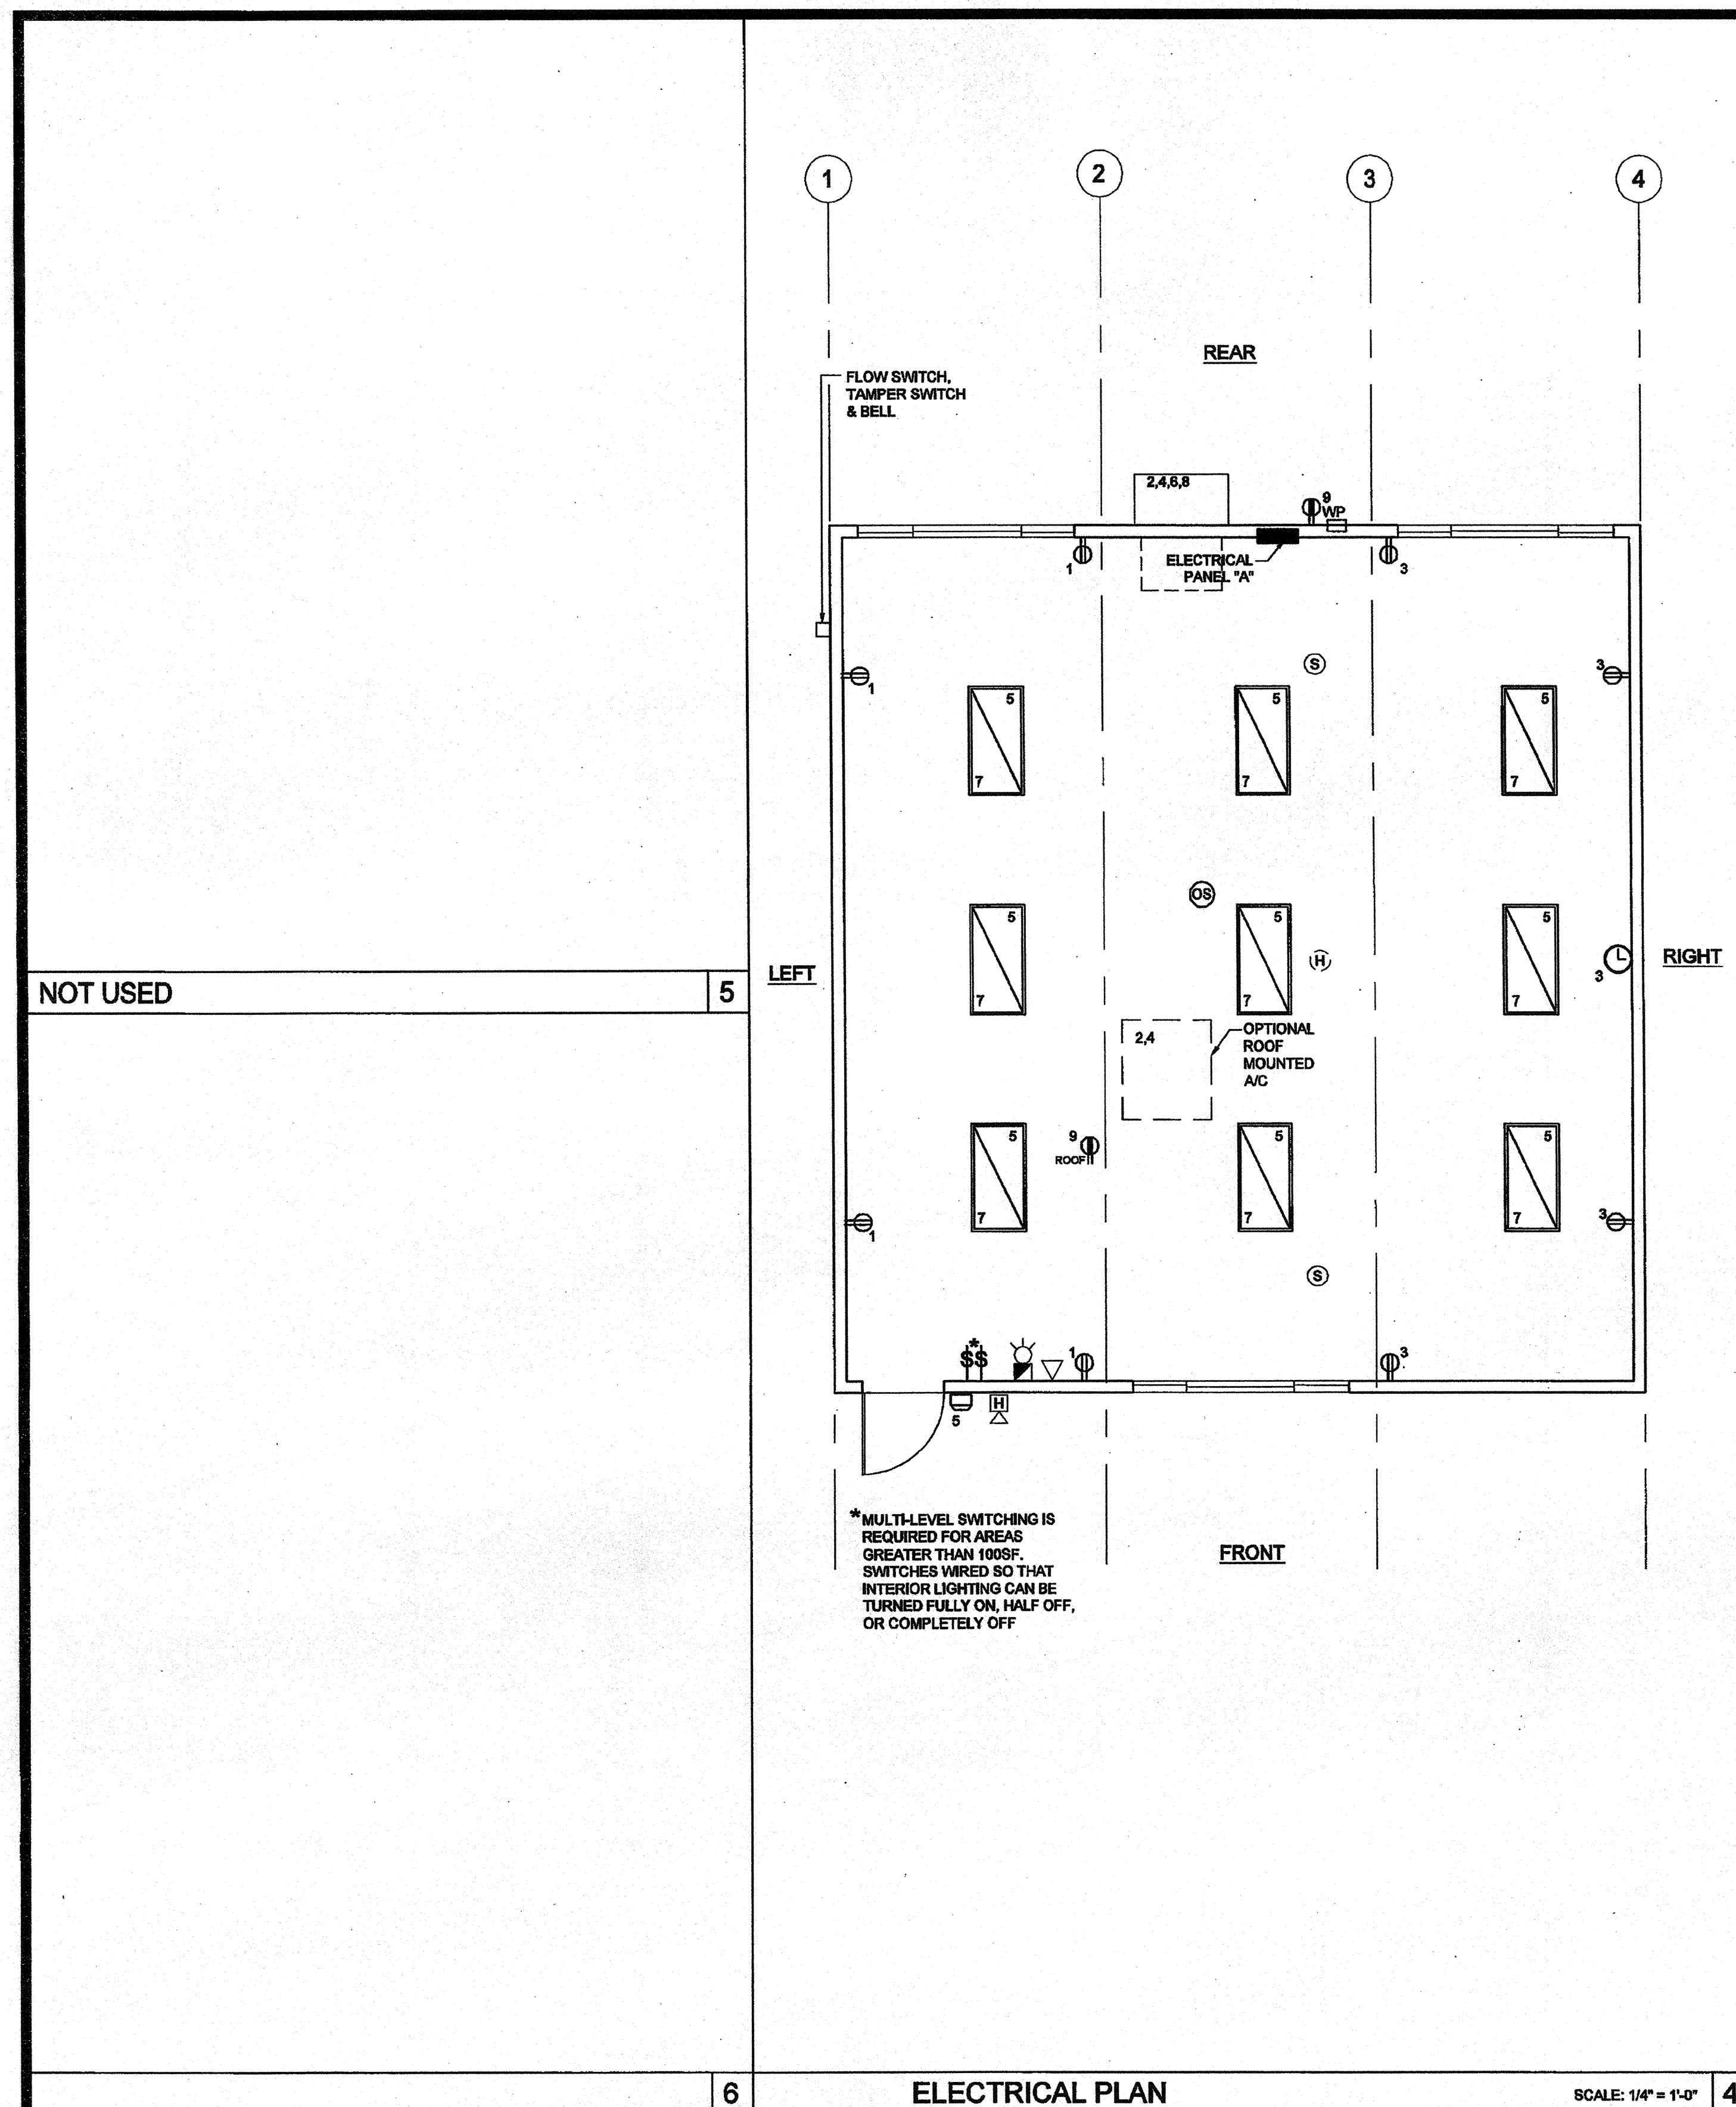 1
2
3
4
REAR
FLOW SWITCH,
TAMPER SWITCH
& BELL
2,4,6,8
9
WP
ELECTRICAL
PANEL "A"
1
3
S
1
3
5
7
5
7
5
7
OS
5
7
5
7
5
7
H
3
LEFT
RIGHT
NOT USED
5
2,4
OPTIONAL
ROOF
MOUNTED
A/C
9
ROOF
5
7
5
7
5
7
1
3
S
*
$$
1
3
5
H
*MULTI-LEVEL SWITCHING IS
REQUIRED FOR AREAS
GREATER THAN 100SF.
SWITCHES WIRED SO THAT
INTERIOR LIGHTING CAN BE
TURNED FULLY ON, HALF OFF,
OR COMPLETELY OFF
FRONT
6
ELECTRICAL PLAN
SCALE: 1/4" = 1'-0"
4